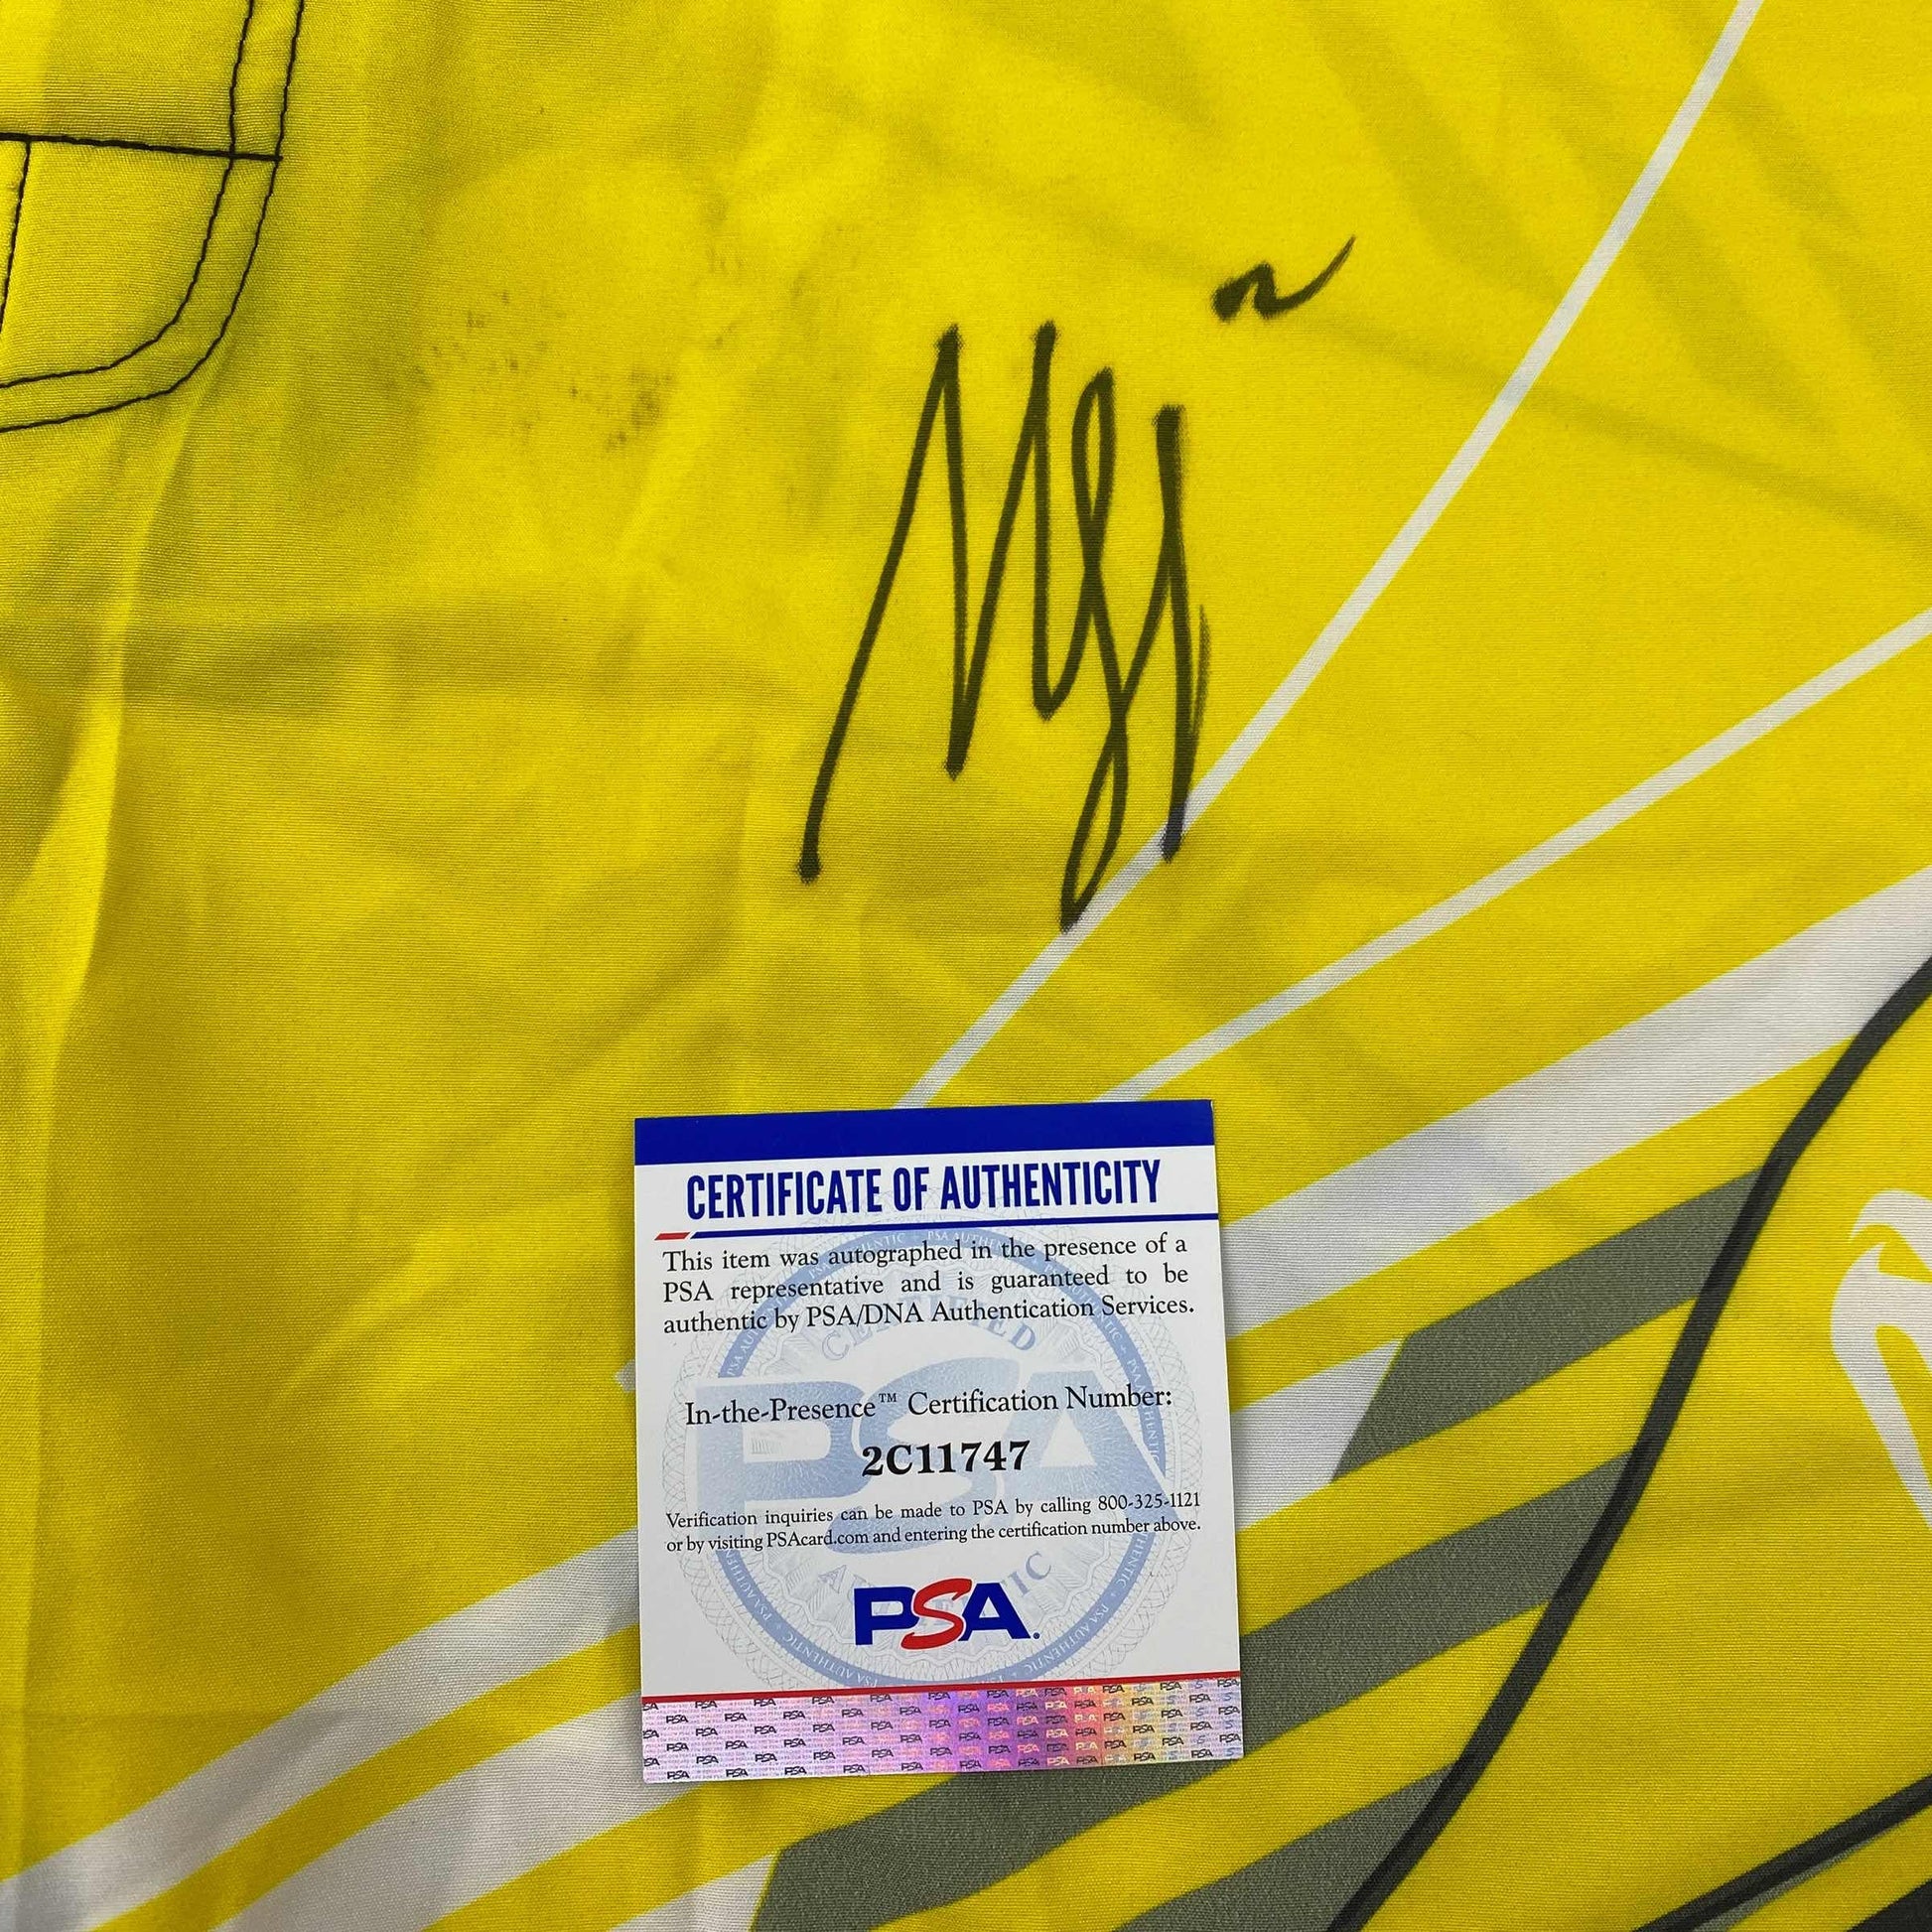 CERTIFICATE OF AUTHENTICITY
This item was autographed in the presence of a
PSA representative and is guaranteed to be
authentic by PSA/DNA Authentication Services.
In-the-Presence™ Certification Number:
2C11747
Verification inquiries can be made to PSA by calling 800-325-1121
or by visiting PSAcard.com and entering the certification number above.
PSA.